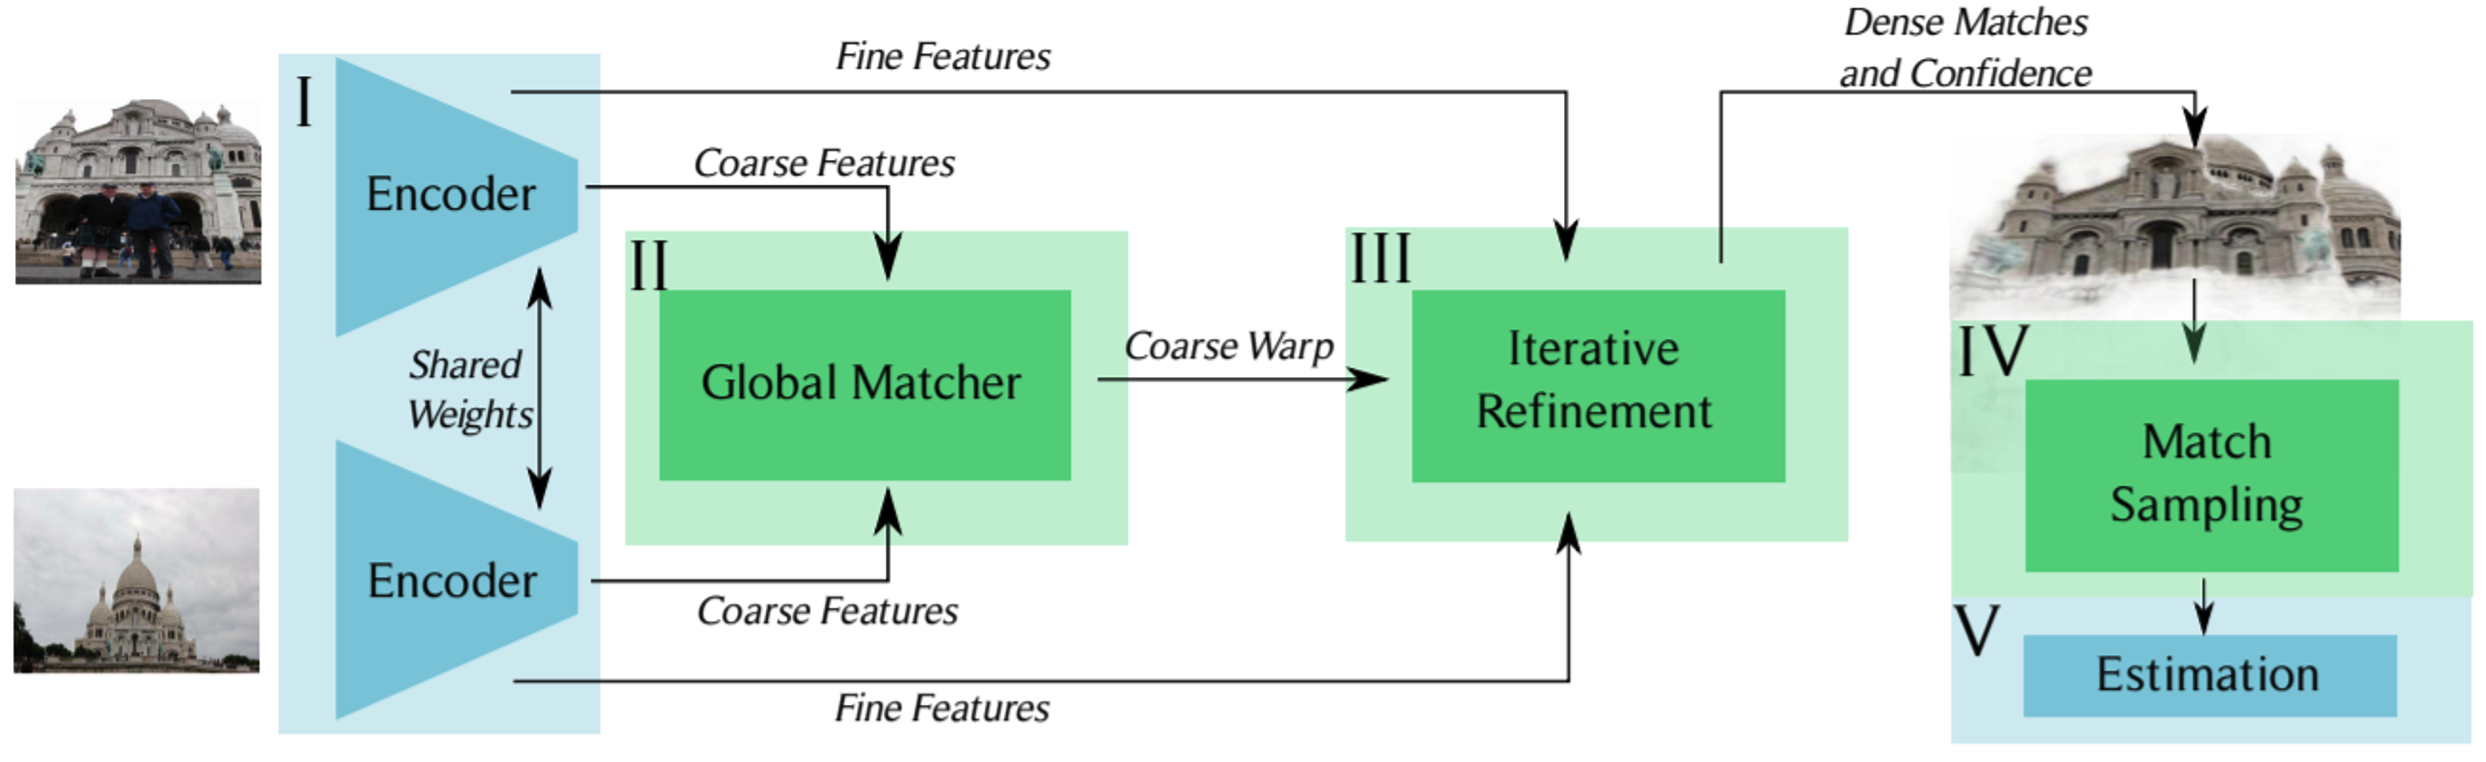 I
Encoder
Shared
Weights
Encoder
Fine Features
Coarse Features
II
Global Matcher
Coarse Features
Fine Features
Coarse Warp
III
Iterative
Refinement
Dense Matches
and Confidence
IV
Match
Sampling
V
Estimation